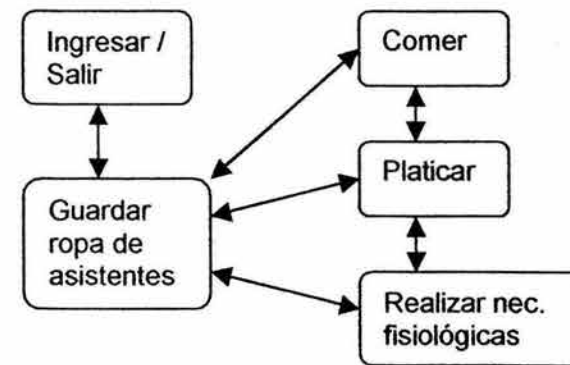 Ingresar /
Salir
Comer
Platicar
Guardar
ropa de
asistentes
Realizar nec.
fisiológicas